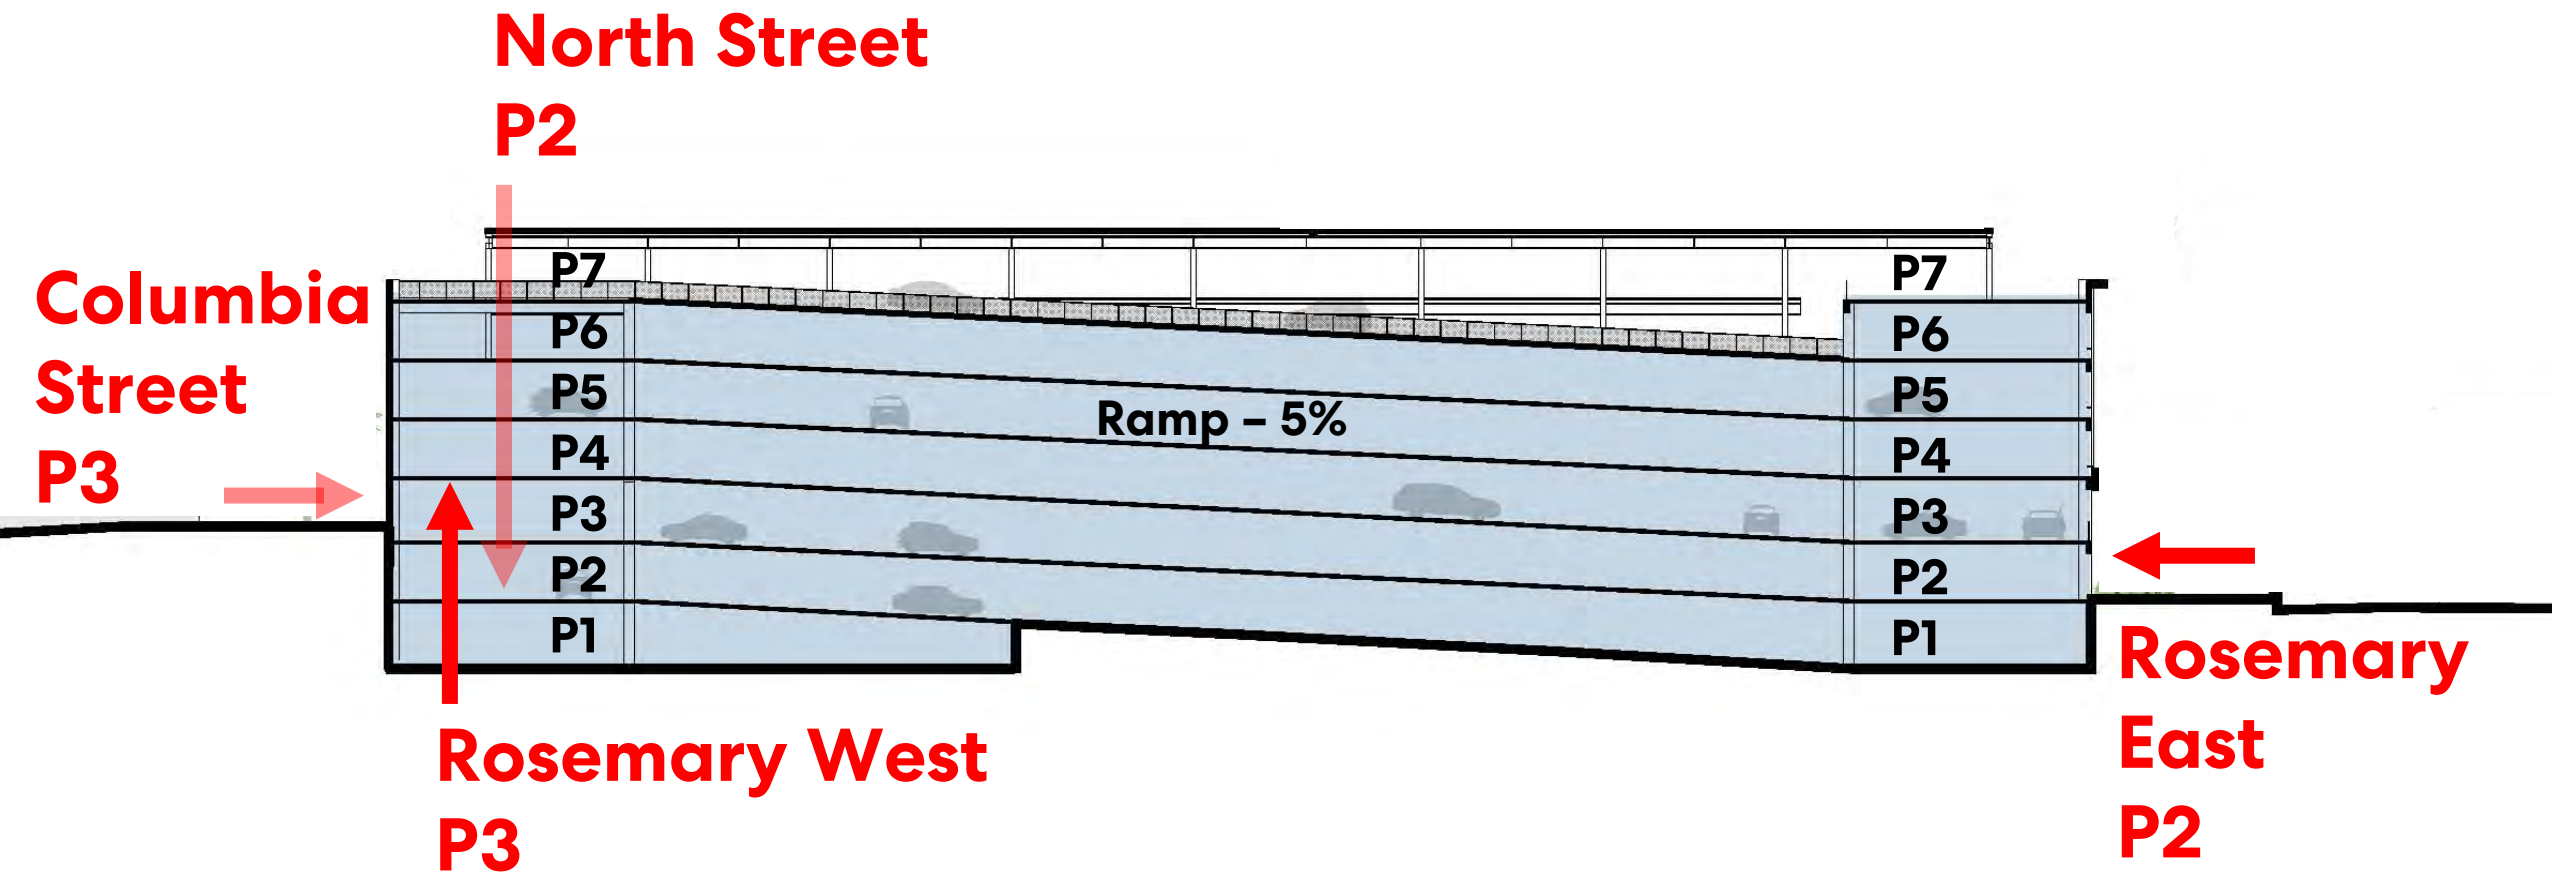 North Street
P2
Columbia
Street
P3
P7
P6
P5
P4
P3
P2
P1
Ramp – 5%
P7
P6
P5
P4
P3
P2
P1
Rosemary West
P3
Rosemary
East
P2